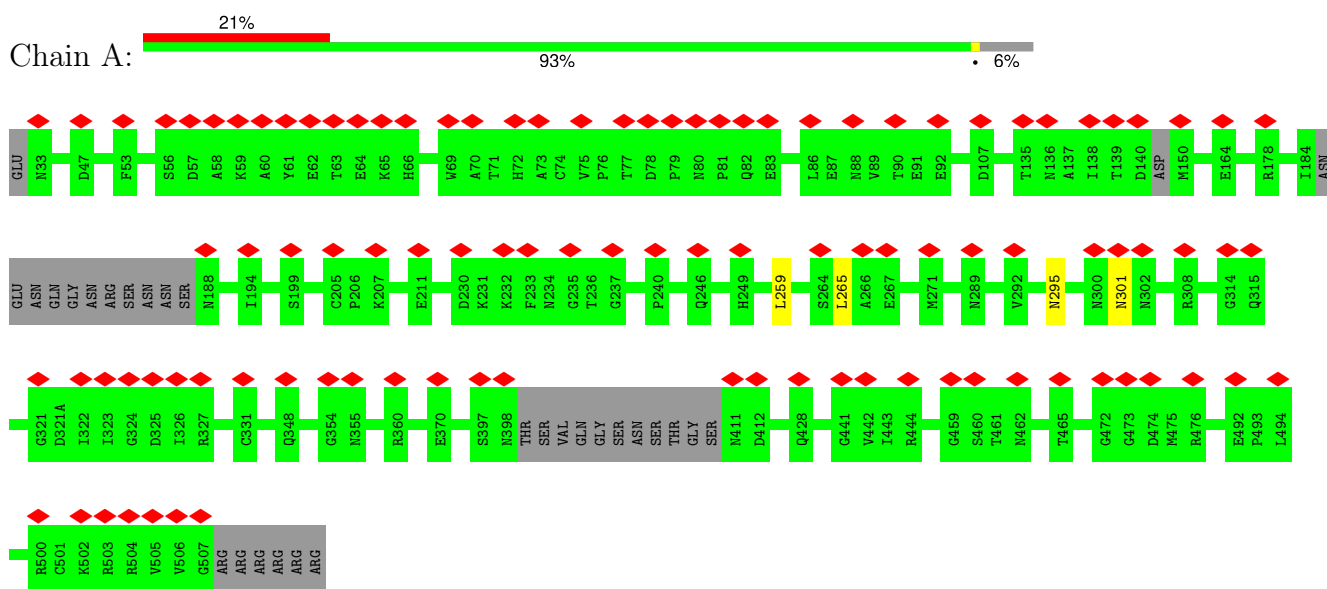 21%
Chain A:
93% • 6%
GLU N33 D47 F53 S56 D57 A58 K59 A60 Y61 E62 T63 E64 K65 H66 W69 A70 T71 H72 A73 C74 V75 P76 T77 D78 P79 N80 P81 Q82 E83 L86 E87 N88 V89 T90 E91 E92 D107 T135 N136 A137 I138 T139 D140 ASP M150 E164 R178 I184 ASN
GLU ASN GLN GLY ASN ARG SER ASN ASN SER N188 I194 S199 C205 P206 K207 E211 D230 K231 K232 F233 N234 G235 T236 G237 P240 Q246 H249 L259 S264 L265 A266 E267 M271 N289 V292 N295 N300 N301 N302 R308 G314 Q315
G321 D321A I322 I323 G324 D325 I326 R327 C331 Q348 G354 N355 R360 E370 S397 N398 THR SER VAL GLN GLY SER ASN SER THR GLY SER N411 D412 Q428 G441 V442 I443 R444 G459 S460 T461 N462 T465 G472 G473 D474 M475 R476 E492 P493 L494
R500 C501 K502 R503 R504 V505 V506 G507 ARG ARG ARG ARG ARG ARG